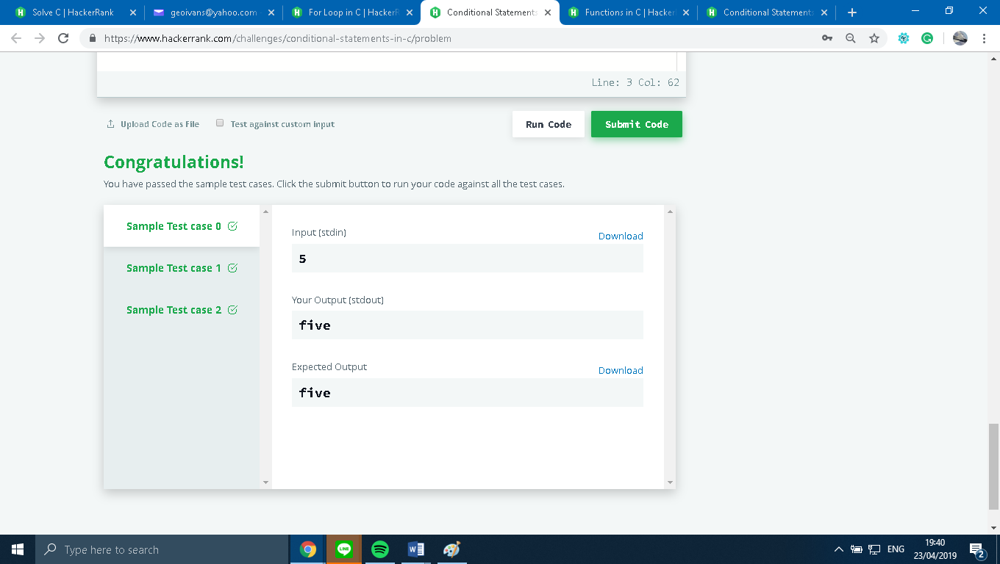 Solve C | HackerRank
geoivans@yahoo.com
For Loop in C | HackerR
Conditional Statements
Functions in C | Hacker
Conditional Statements
https://www.hackerrank.com/challenges/conditional-statements-in-c/problem
Line: 3 Col: 62
Upload Code as File
Test against custom input
Run Code
Submit Code
Congratulations!
You have passed the sample test cases. Click the submit button to run your code against all the test cases.
Sample Test case 0
Sample Test case 1
Sample Test case 2
Input (stdin)
Download
5
Your Output (stdout)
five
Expected Output
Download
five
Type here to search
LINE
ENG
19:40
23/04/2019
2